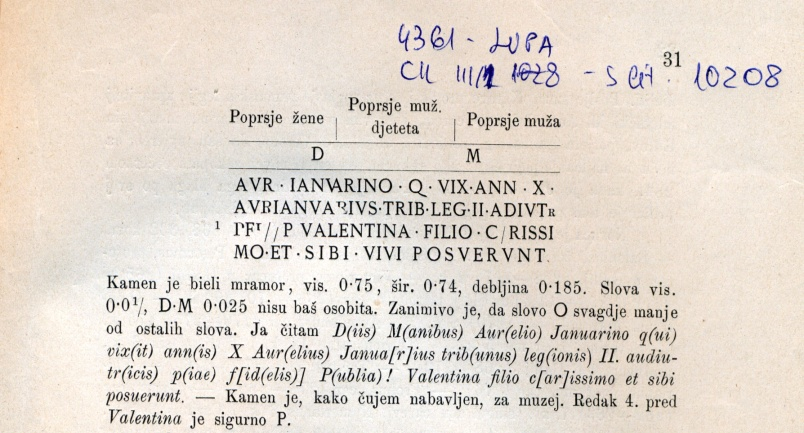 4361 - LUPA
31
CIL III/1 1028 - S Cit. 10208
Poprsje žene
Poprsje muž. djeteta
Poprsje muža
D M
AVR · IANVARINO · Q · VIX·ANN · X ·
AVRIANVARIVS·TRIB·LEG·II·ADIVTR
P VALENTINA · FILIO · C/RISSI
MO·ET · SIBI · VIVI POSVERVNT.
Kamen je bieli mramor, vis. 0·75, šir. 0·74, debljina 0·185. Slova vis.
D·M 0·025 nisu baš osobita. Zanimivo je, da slovo O svagdje manje
od ostalih slova. Ja čitam D(iis) M(anibus) Aur(elio) Januarino q(ui)
vix(it) ann(is) X Aur(elius) Janua[r]ius trib(unus) leg(ionis) II. audiu-
tr(icis) p(iae) f[id(elis)] P(ublia)! Valentina filio c[ar]issimo et sibi
posuerunt. — Kamen je, kako čujem nabavljen, za muzej. Redak 4. pred
Valentina je sigurno P.